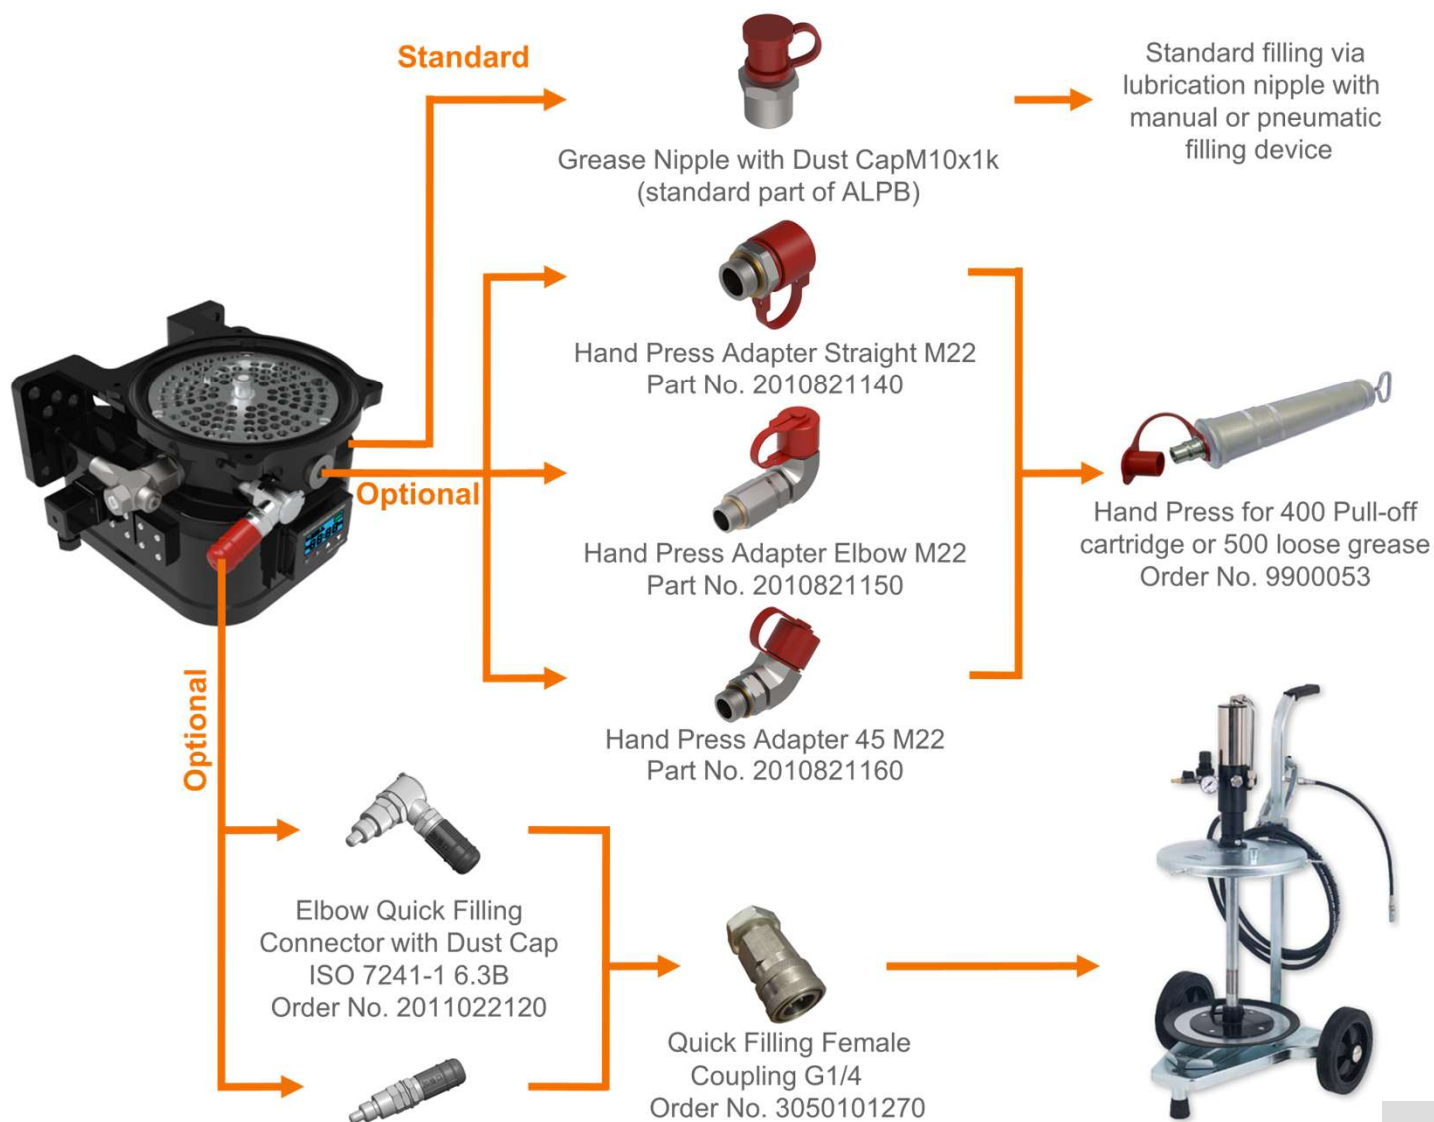 Standard
Grease Nipple with Dust CapM10x1k
(standard part of ALPB)
Standard filling via
lubrication nipple with
manual or pneumatic
filling device
Optional
Hand Press Adapter Straight M22
Part No. 2010821140
Hand Press Adapter Elbow M22
Part No. 2010821150
Hand Press Adapter 45 M22
Part No. 2010821160
Hand Press for 400 Pull-off
cartridge or 500 loose grease
Order No. 9900053
Optional
Elbow Quick Filling
Connector with Dust Cap
ISO 7241-1 6.3B
Order No. 2011022120
Quick Filling Female
Coupling G1/4
Order No. 3050101270